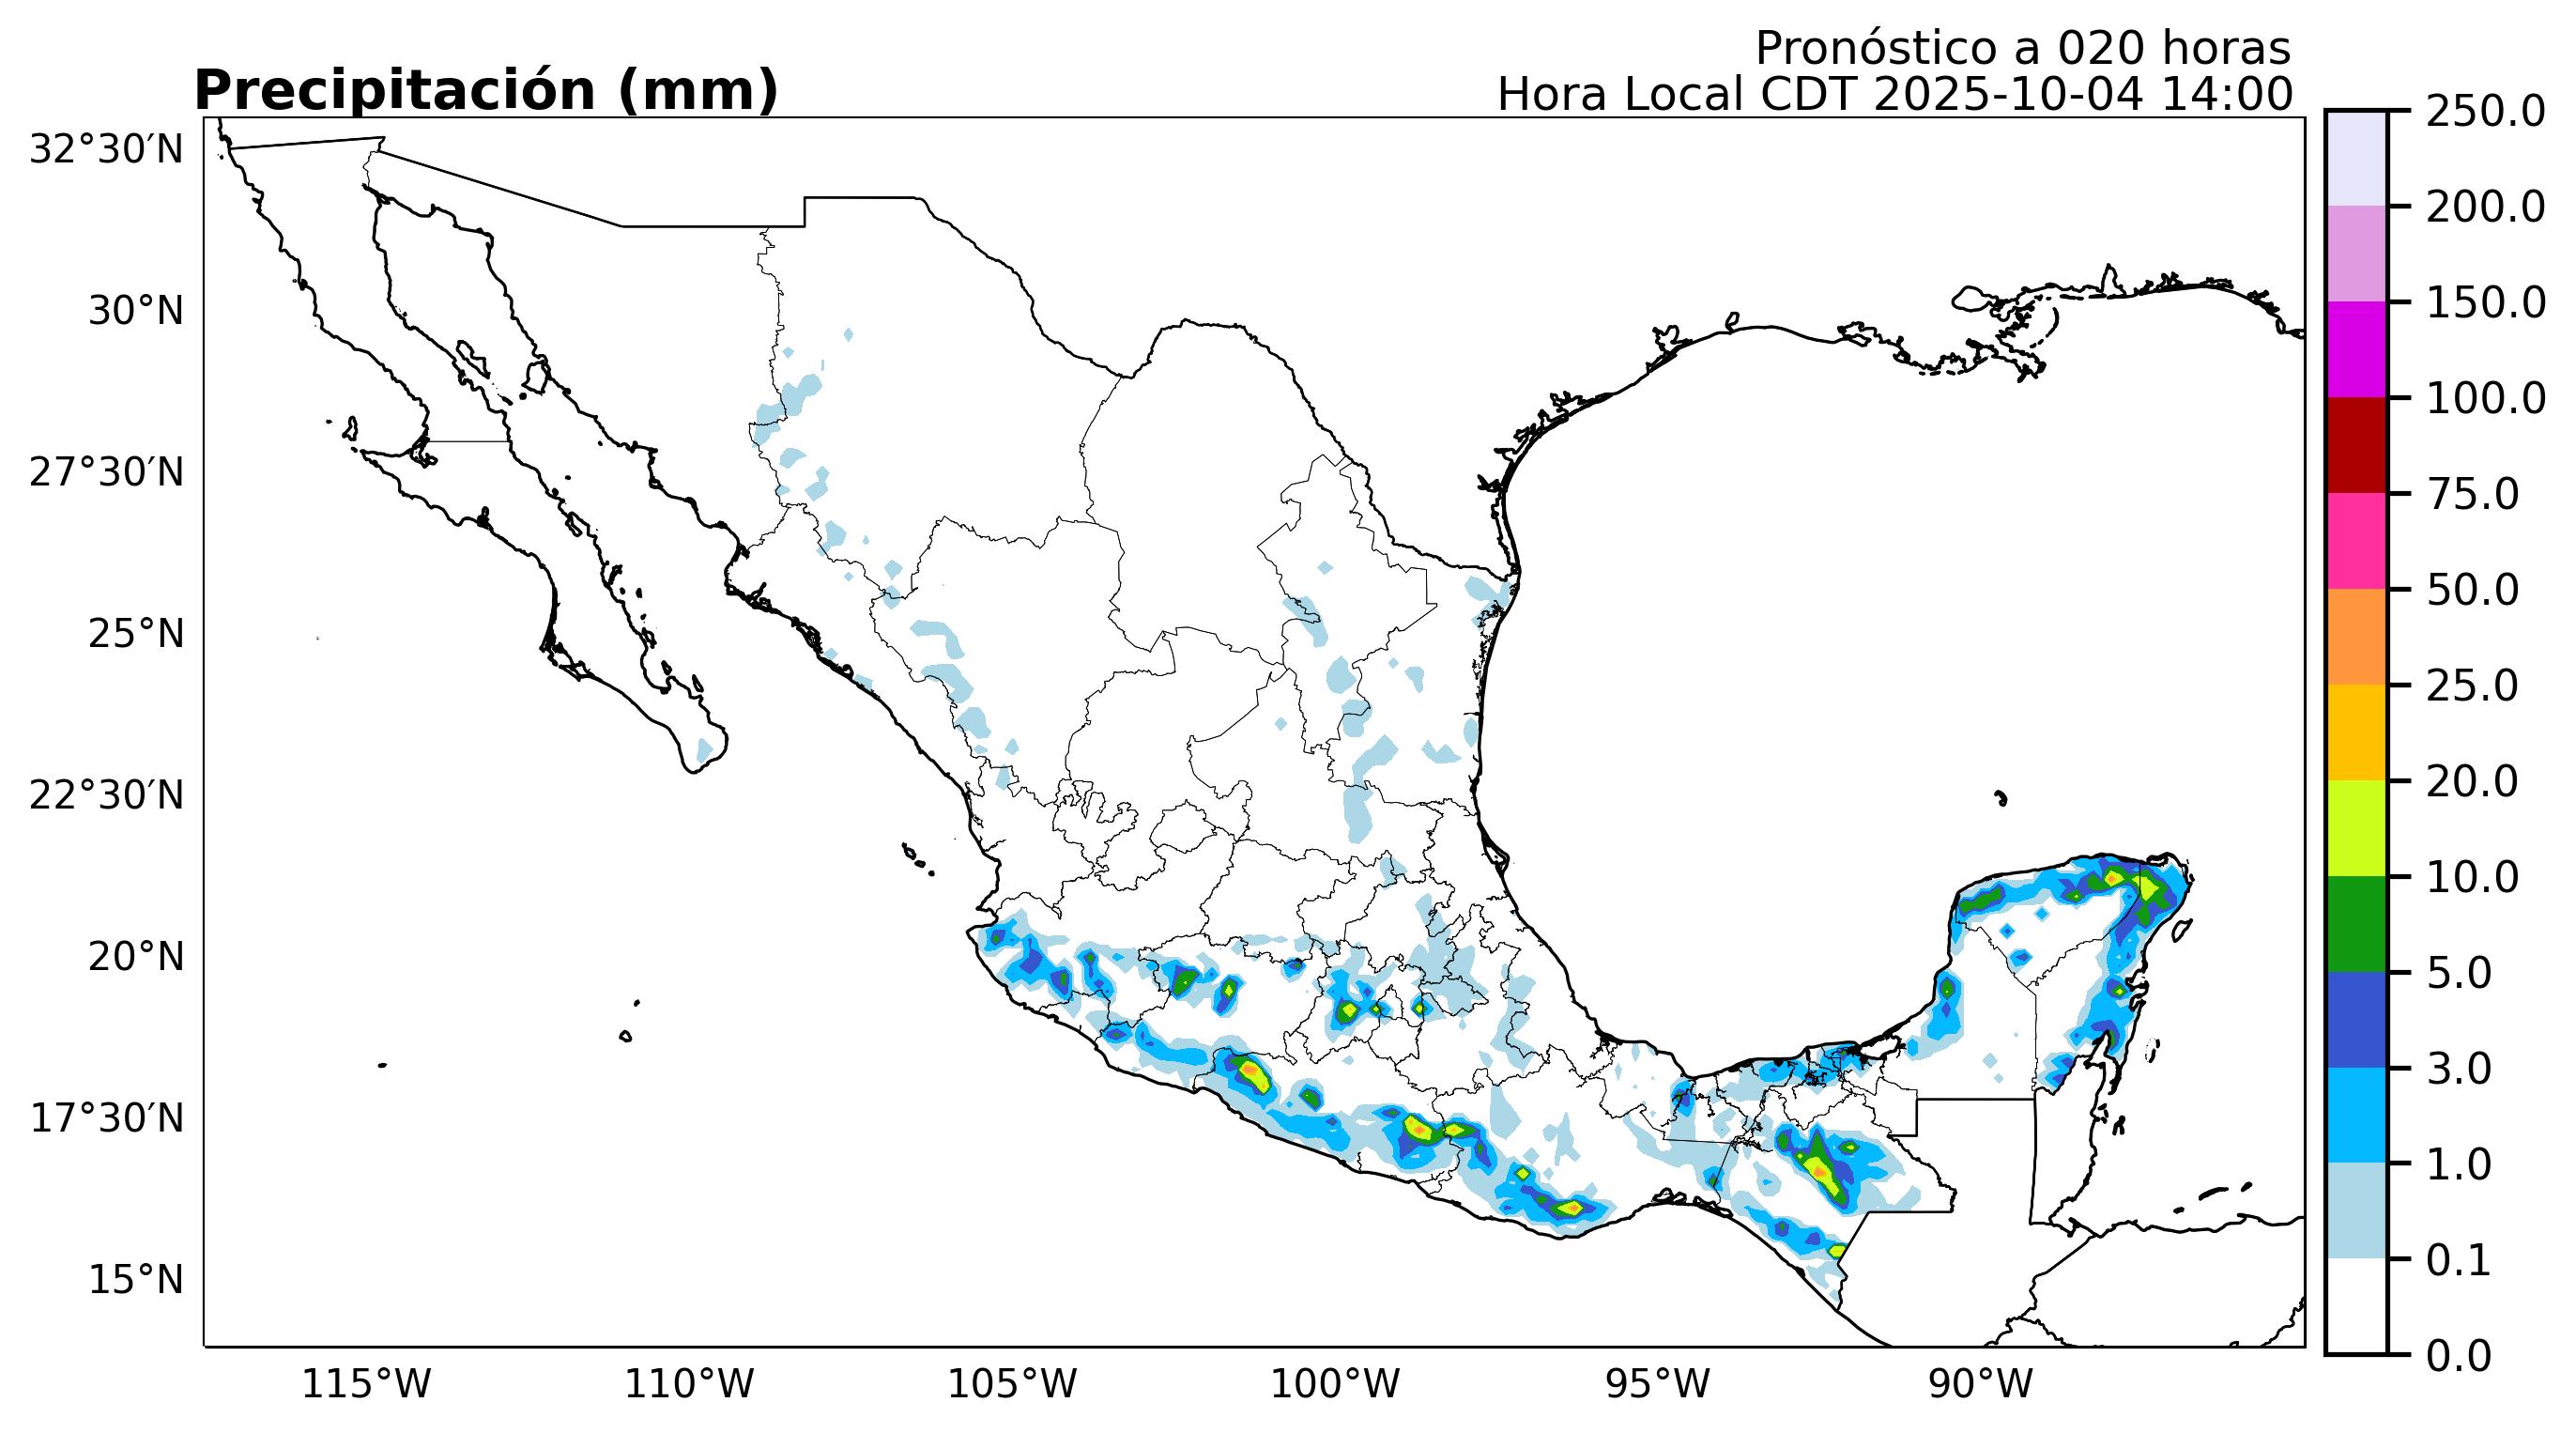 Pronóstico a 020 horas
Precipitación (mm)
Hora Local CDT 2025-10-04 14:00
32°30′N
30°N
27°30′N
25°N
22°30′N
20°N
17°30′N
15°N
115°W
110°W
105°W
100°W
95°W
90°W
250.0
200.0
150.0
100.0
75.0
50.0
25.0
20.0
10.0
5.0
3.0
1.0
0.1
0.0